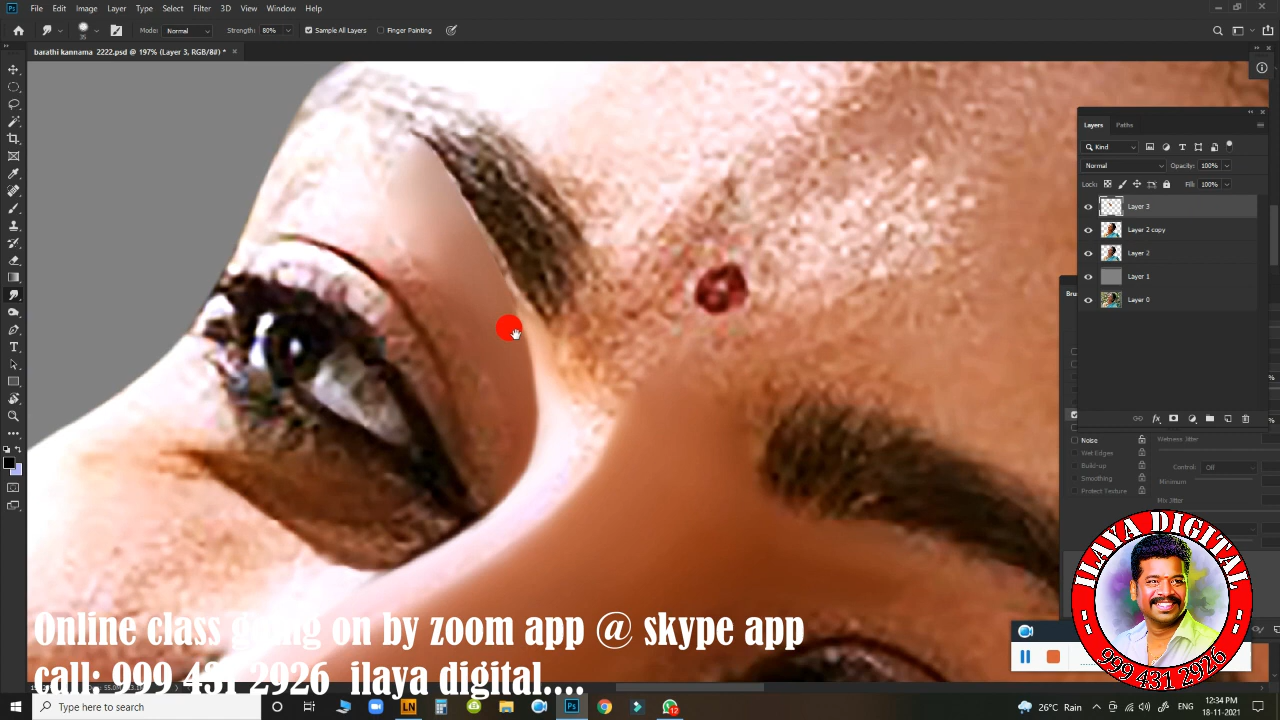 File Edit Image Layer Type Select Filter 3D View Window Help
Mode: Normal Strength: 80% Sample All Layers Finger Painting
barathi kannama 2222.psd @ 197% (Layer 3, RGB/8#) *
Layers Paths
Kind
Normal Opacity: 100%
Lock: Fill: 100%
Layer 3
Layer 2 copy
Layer 2
Layer 1
Layer 0
Noise
Wet Edges
Build-up
Smoothing
Protect Texture
Wetness Jitter
Control: Off
Minimum
Mix Jitter
ILAYA DIGITAL
999 431 2926
Online class going on by zoom app @ skype app
call: 999 431 2926 ilaya digital....
Type here to search
26°C Rain
12:34 PM
18-11-2021